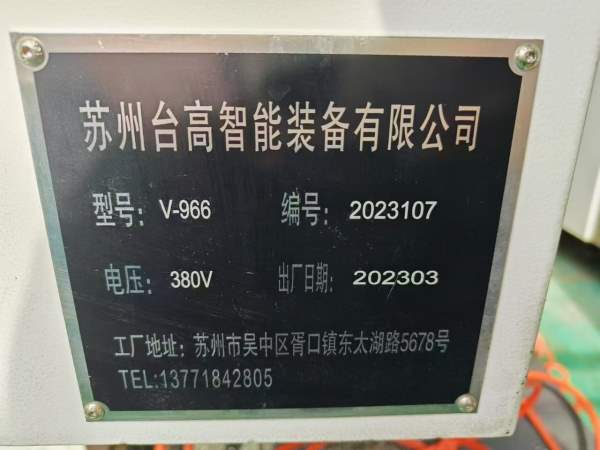 苏州台高智能装备有限公司
型号: V-966 编号: 2023107
电压: 380V 出厂日期: 202303
工厂地址: 苏州市吴中区胥口镇东太湖路5678号
TEL:13771842805